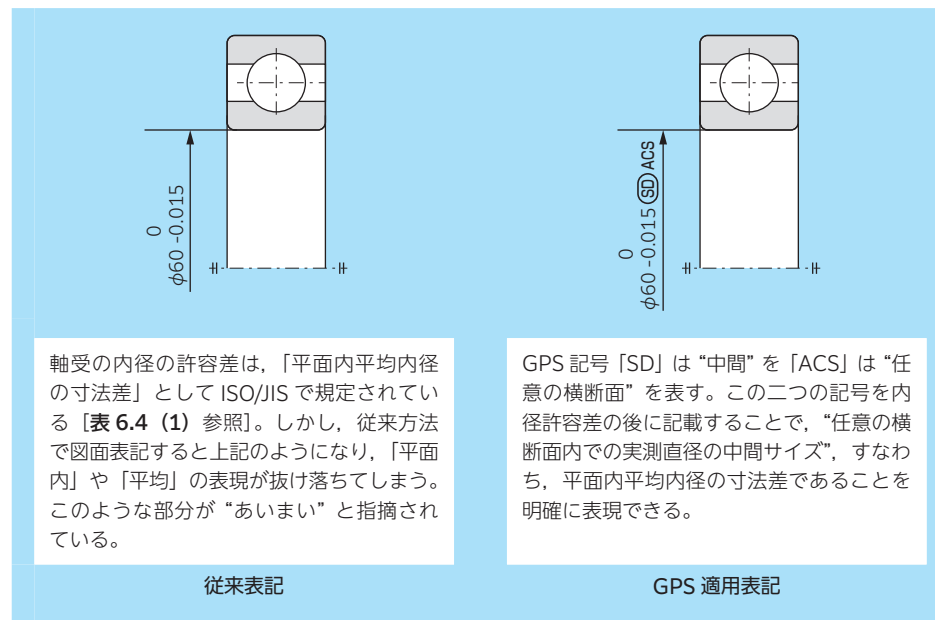 0
φ60 -0.015
0
φ60 -0.015 SD ACS
軸受の内径の許容差は,「平面内平均内径
の寸法差」として ISO/JIS で規定されてい
る［表 6.4（1）参照］。しかし，従来方法
で図面表記すると上記のようになり，「平面
内」や「平均」の表現が抜け落ちてしまう。
このような部分が “あいまい” と指摘され
ている。
従来表記
GPS 記号「SD」は “中間” を「ACS」は “任
意の横断面” を表す。この二つの記号を内
径許容差の後に記載することで，“任意の横
断面内での実測直径の中間サイズ”，すなわ
ち，平面内平均内径の寸法差であることを
明確に表現できる。
GPS 適用表記